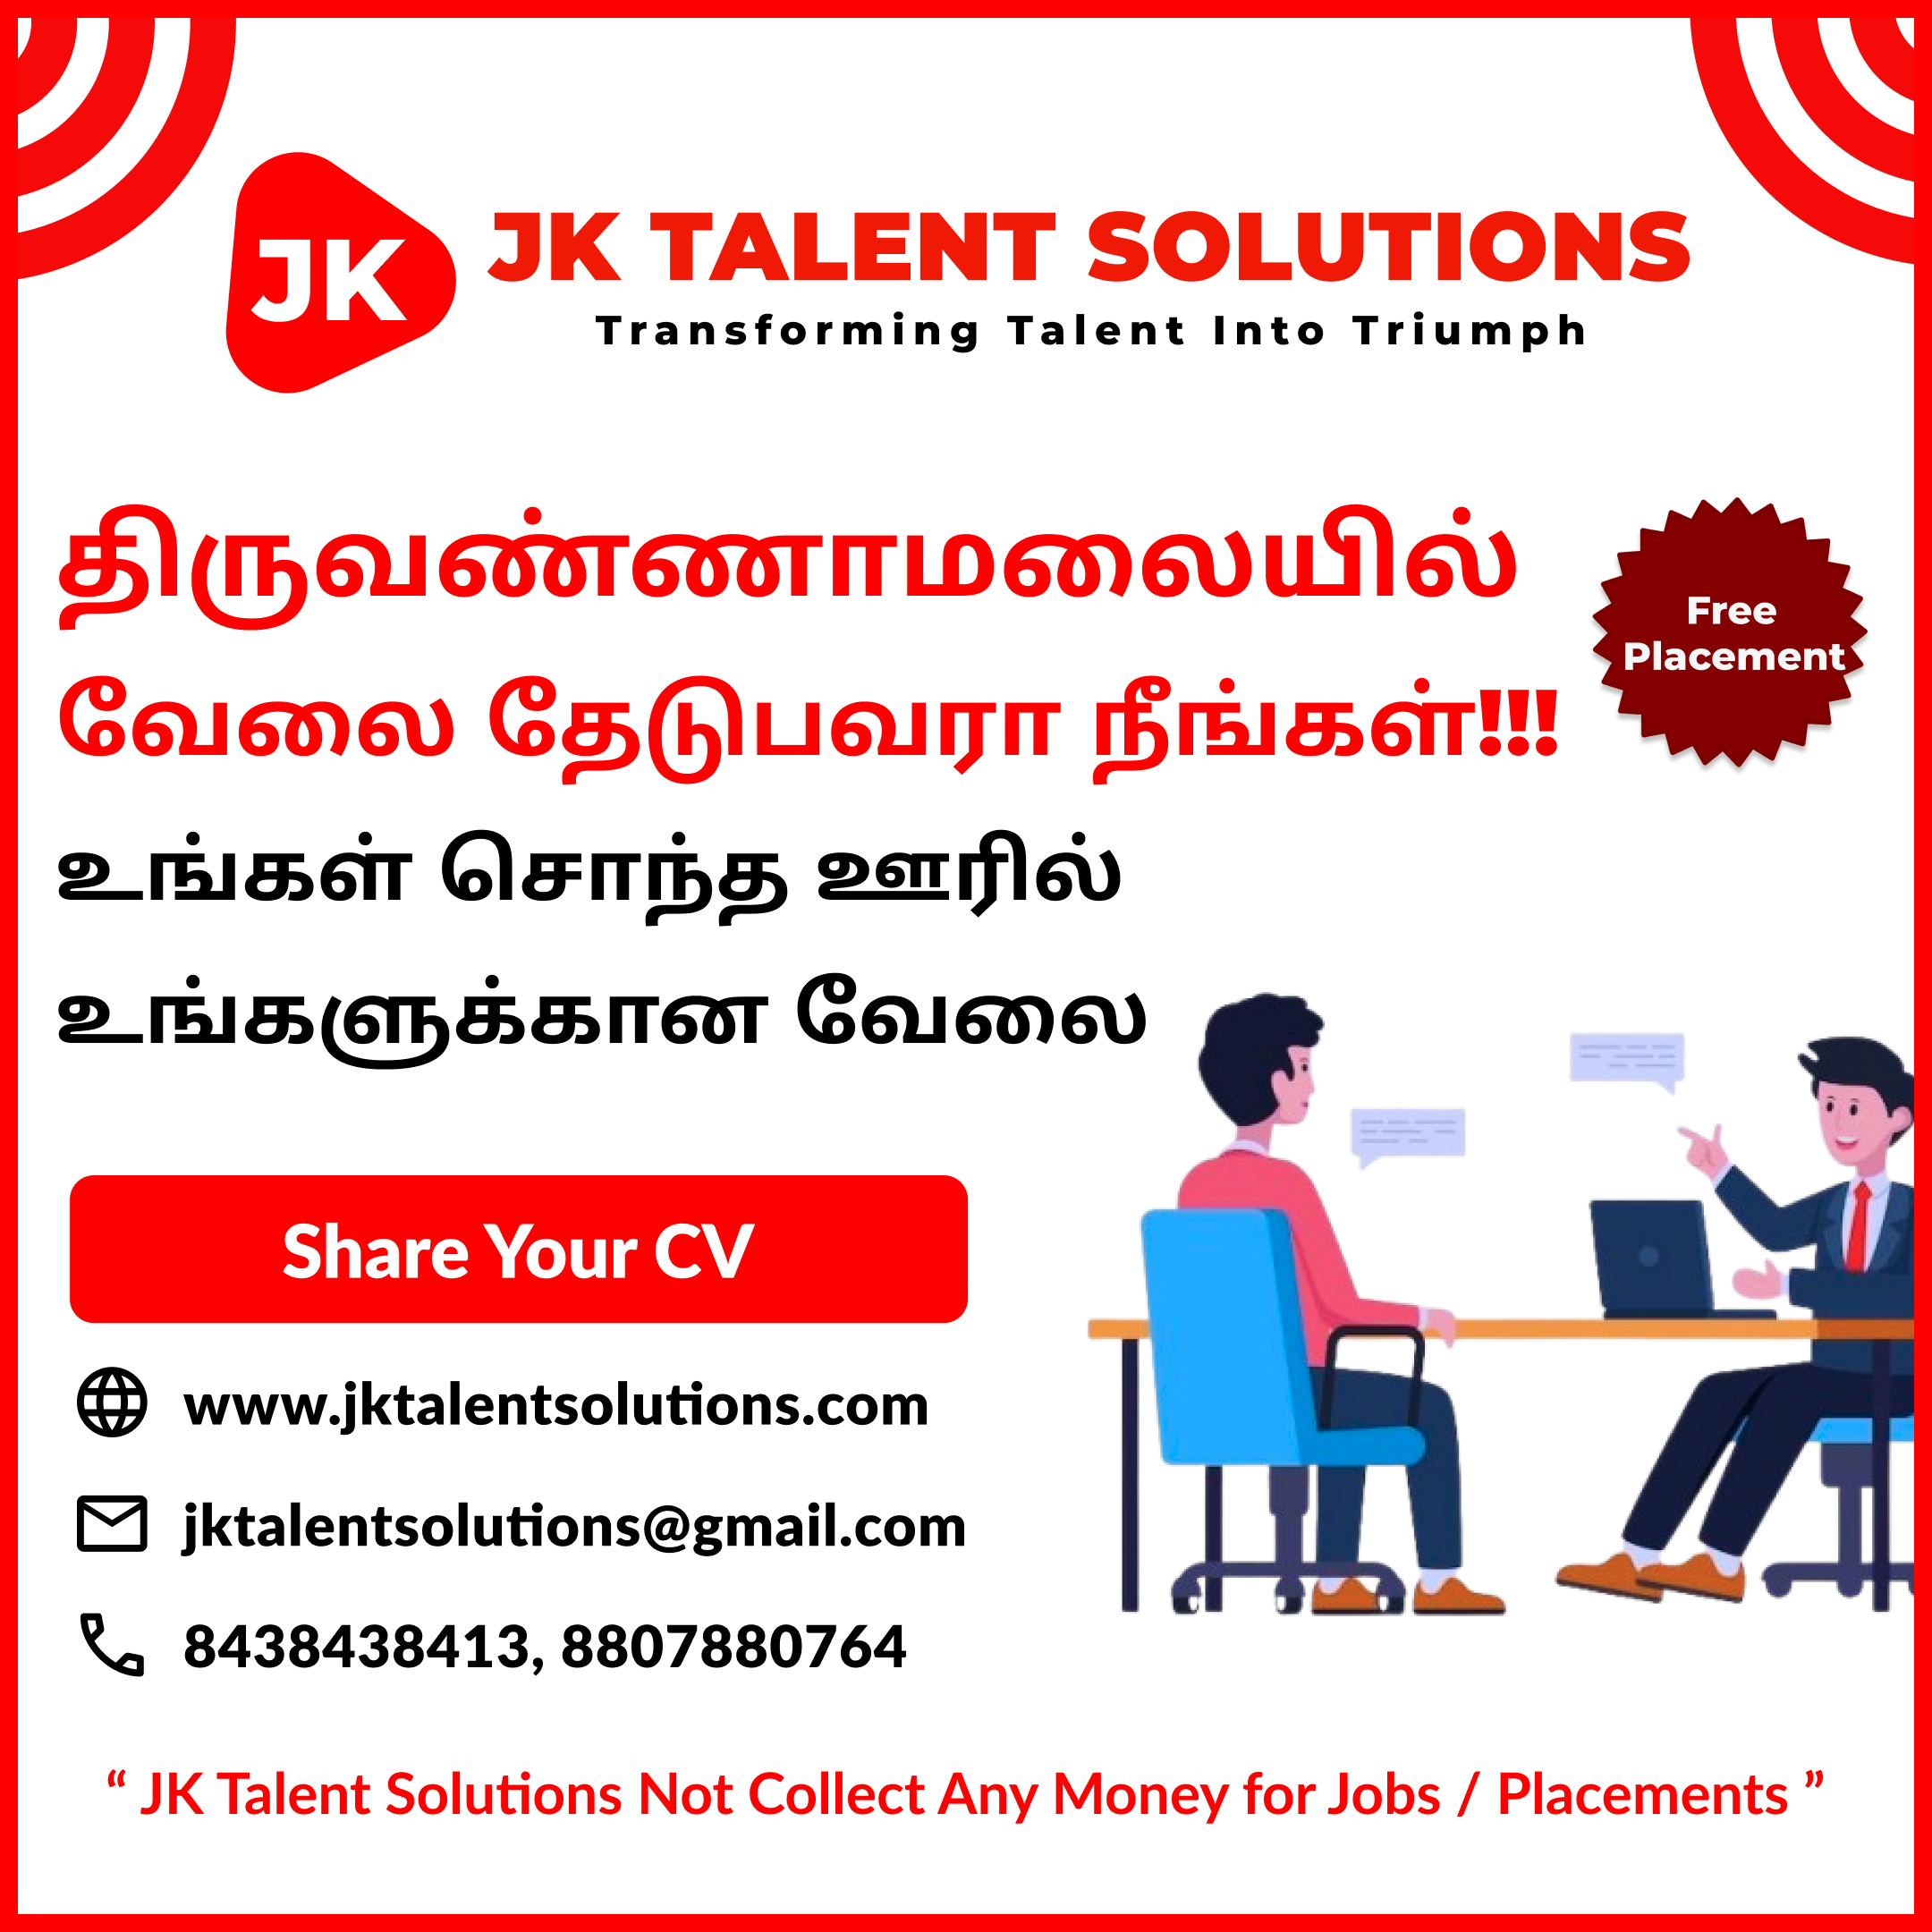 JK
JK TALENT SOLUTIONS
Transforming Talent Into Triumph
திருவண்ணாமலையில்
வேலை தேடுபவரா நீங்கள்!!!
Free
Placement
உங்கள் சொந்த ஊரில்
உங்களுக்கான வேலை
Share Your CV
www.jktalentsolutions.com
jktalentsolutions@gmail.com
8438438413, 8807880764
“ JK Talent Solutions Not Collect Any Money for Jobs / Placements ”